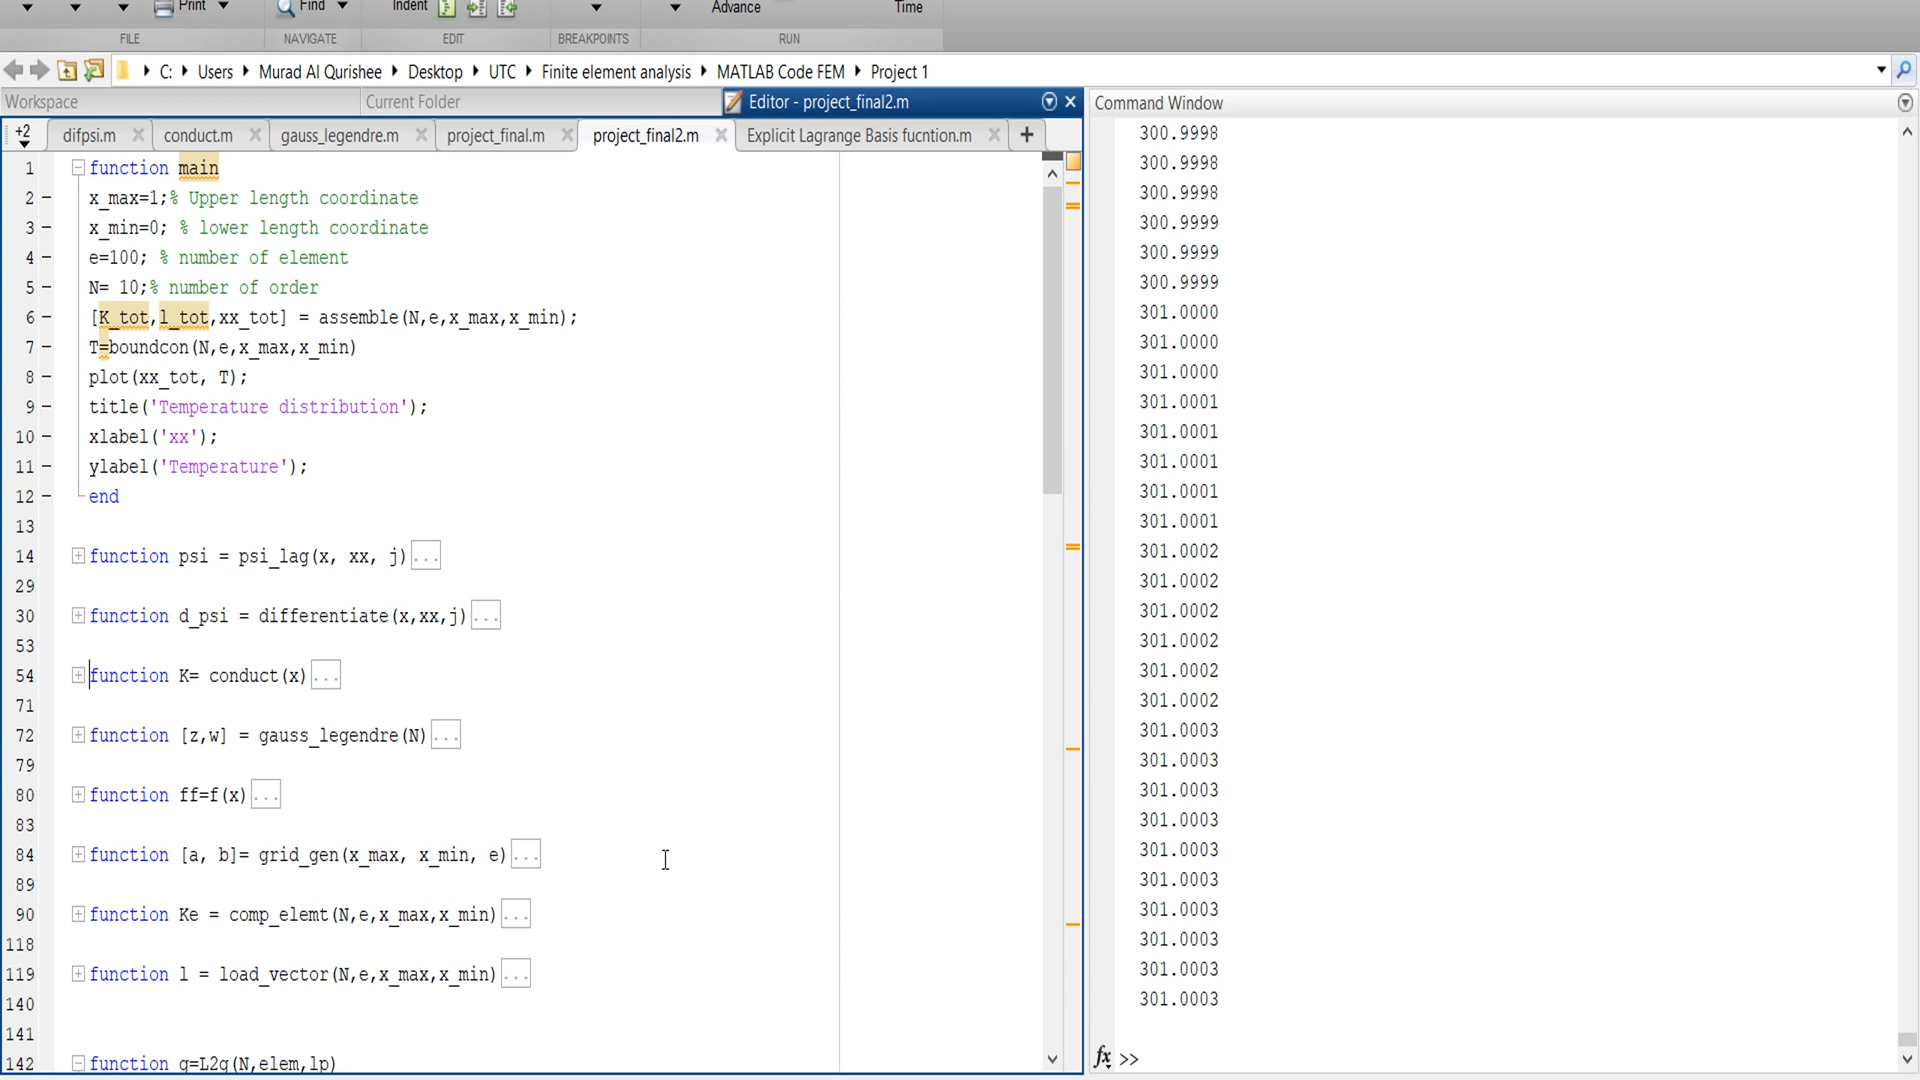 Print Find Indent Advance Time
FILE NAVIGATE EDIT BREAKPOINTS RUN
C: Users Murad Al Qurishee Desktop UTC Finite element analysis MATLAB Code FEM Project 1
Workspace Current Folder Editor - project_final2.m
+2 difpsi.m conduct.m gauss_legendre.m project_final.m project_final2.m Explicit Lagrange Basis fucntion.m +
1 function main
2 x_max=1;% Upper length coordinate
3 x_min=0; % lower length coordinate
4 e=100; % number of element
5 N= 10;% number of order
6 [K_tot,l_tot,xx_tot] = assemble(N,e,x_max,x_min);
7 T=boundcon(N,e,x_max,x_min)
8 plot(xx_tot, T);
9 title('Temperature distribution');
10 xlabel('xx');
11 ylabel('Temperature');
12 end
13
14 function psi = psi_lag(x, xx, j)...
29
30 function d_psi = differentiate(x,xx,j)...
53
54 function K= conduct(x)...
71
72 function [z,w] = gauss_legendre(N)...
79
80 function ff=f(x)...
83
84 function [a, b]= grid_gen(x_max, x_min, e)...
89
90 function Ke = comp_elemt(N,e,x_max,x_min)...
118
119 function l = load_vector(N,e,x_max,x_min)...
140
141
142 function g=L2g(N,elem,lp)
Command Window
300.9998
300.9998
300.9998
300.9999
300.9999
300.9999
301.0000
301.0000
301.0000
301.0001
301.0001
301.0001
301.0001
301.0001
301.0002
301.0002
301.0002
301.0002
301.0002
301.0002
301.0003
301.0003
301.0003
301.0003
301.0003
301.0003
301.0003
301.0003
301.0003
301.0003
fx >>